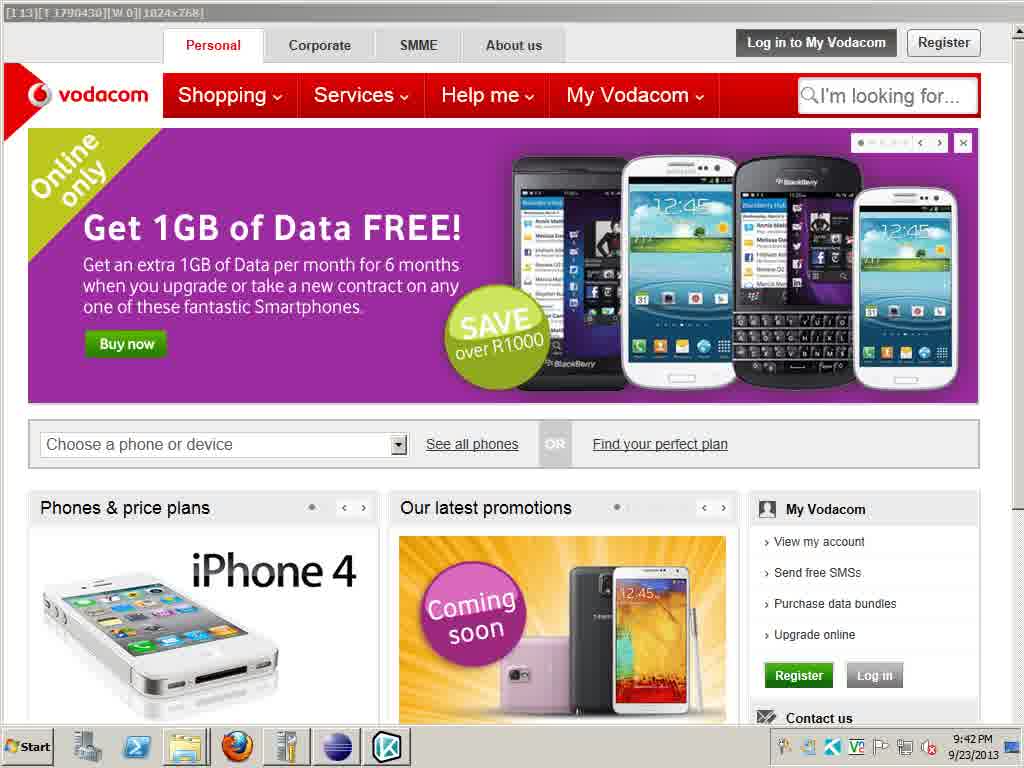 [I 13][T 1790430][W 0][1024x768]
Personal
Corporate
SMME
About us
Log in to My Vodacom
Register
vodacom
Shopping
Services
Help me
My Vodacom
I'm looking for...
Online
only
Get 1GB of Data FREE!
Get an extra 1GB of Data per month for 6 months
when you upgrade or take a new contract on any
one of these fantastic Smartphones.
Buy now
SAVE
over R1000
BlackBerry
SAMSUNG
12:45
BlackBerry
12:45
Choose a phone or device
See all phones
OR
Find your perfect plan
Phones & price plans
Our latest promotions
My Vodacom
iPhone 4
Coming
soon
12:45
View my account
Send free SMSs
Purchase data bundles
Upgrade online
Register
Log in
Contact us
Start
9:42 PM
9/23/2013